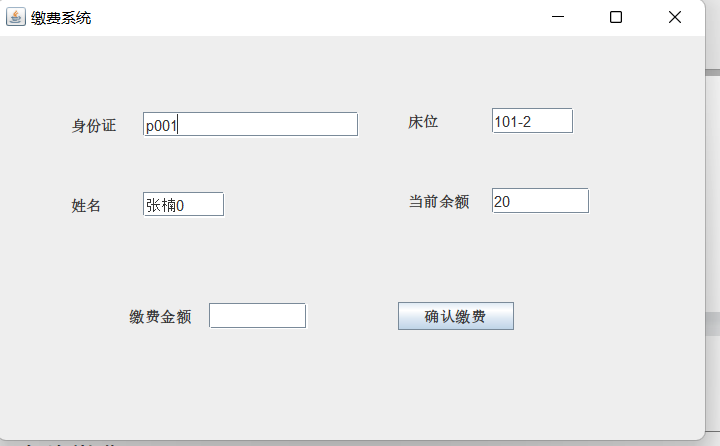 缴费系统
身份证 p001 床位 101-2
姓名 张楠0 当前余额 20
缴费金额 确认缴费